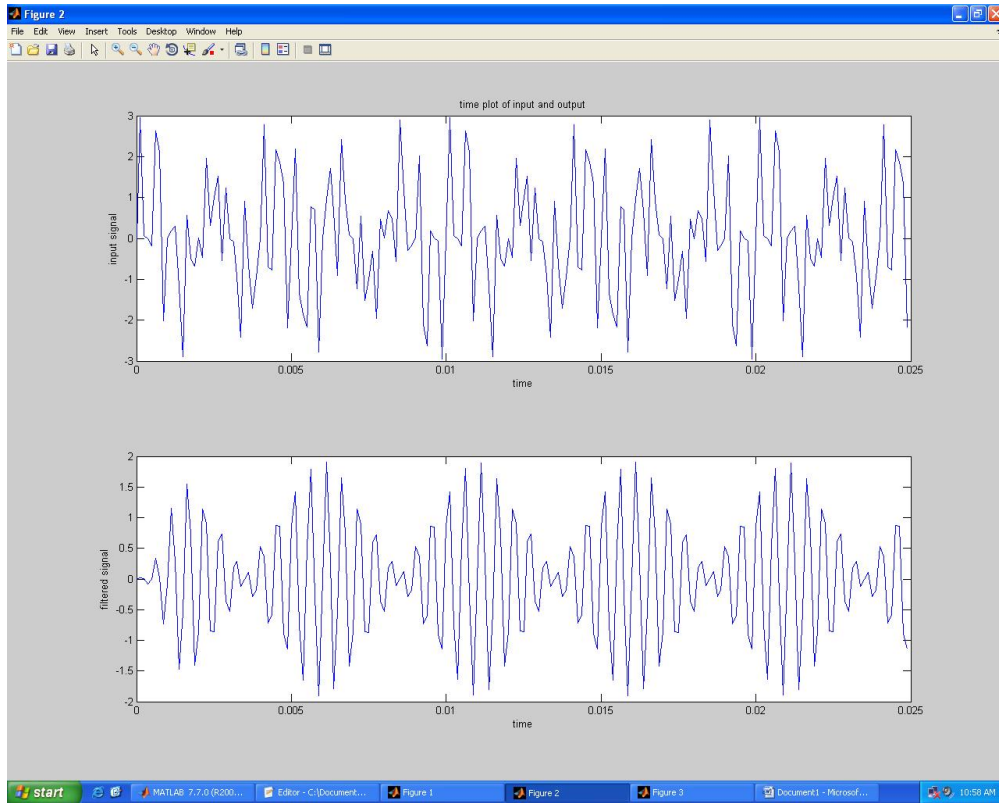 Figure 2
File Edit View Insert Tools Desktop Window Help
time plot of input and output
3
2
1
0
-1
-2
-3
input signal
0 0.005 0.01 0.015 0.02 0.025
time
2
1.5
1
0.5
0
-0.5
-1
-1.5
-2
filtered signal
0 0.005 0.01 0.015 0.02 0.025
time
start
MATLAB 7.7.0 (R200...
Editor - C:\Document...
Figure 1
Figure 2
Figure 3
Document1 - Microsof...
10:58 AM